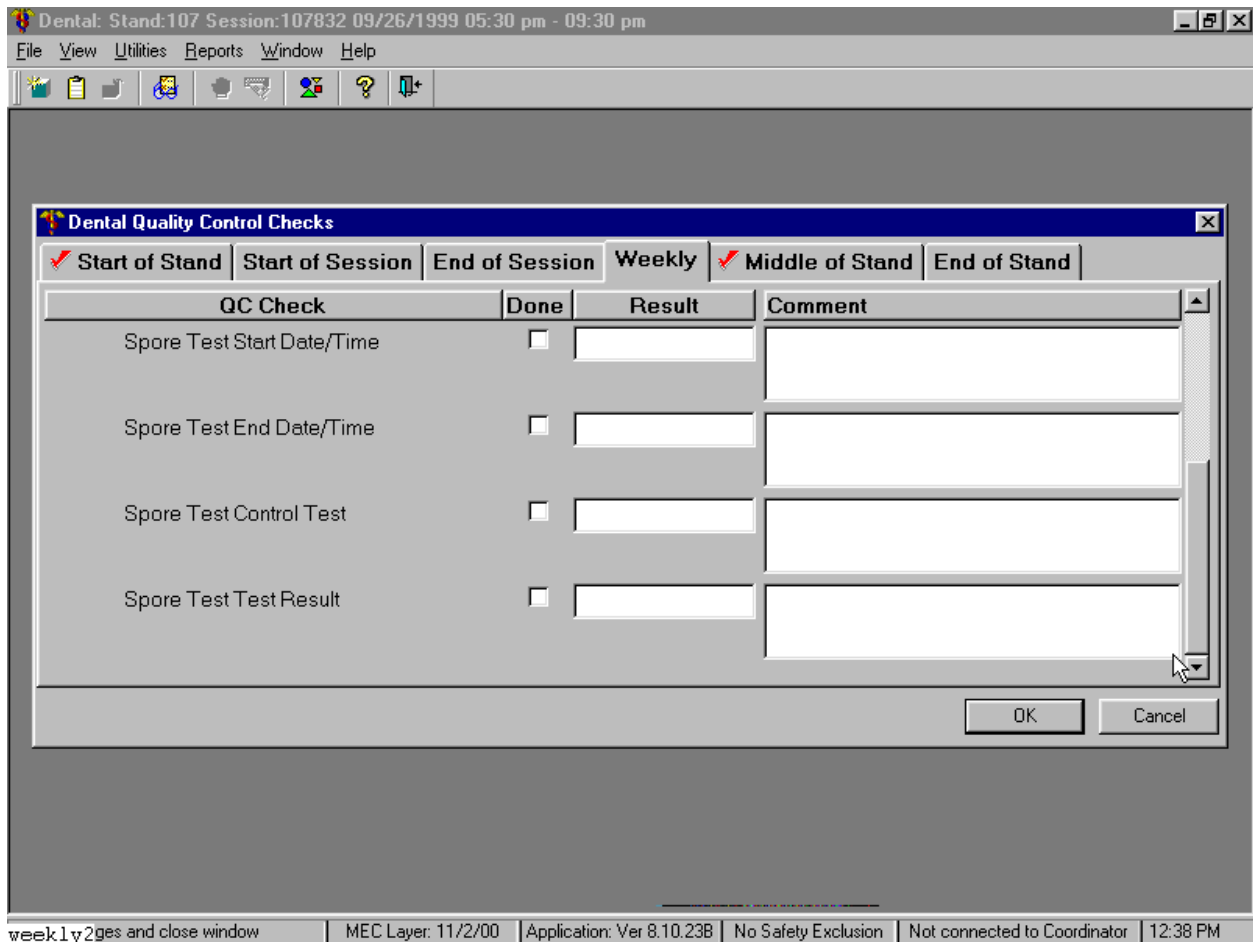 Dental: Stand:107 Session:107832 09/26/1999 05:30 pm - 09:30 pm
File View Utilities Reports Window Help
Dental Quality Control Checks
Start of Stand Start of Session End of Session Weekly Middle of Stand End of Stand
QC Check Done Result Comment
Spore Test Start Date/Time
Spore Test End Date/Time
Spore Test Control Test
Spore Test Test Result
OK Cancel
weekly2ges and close window MEC Layer: 11/2/00 Application: Ver 8.10.23B No Safety Exclusion Not connected to Coordinator 12:38 PM